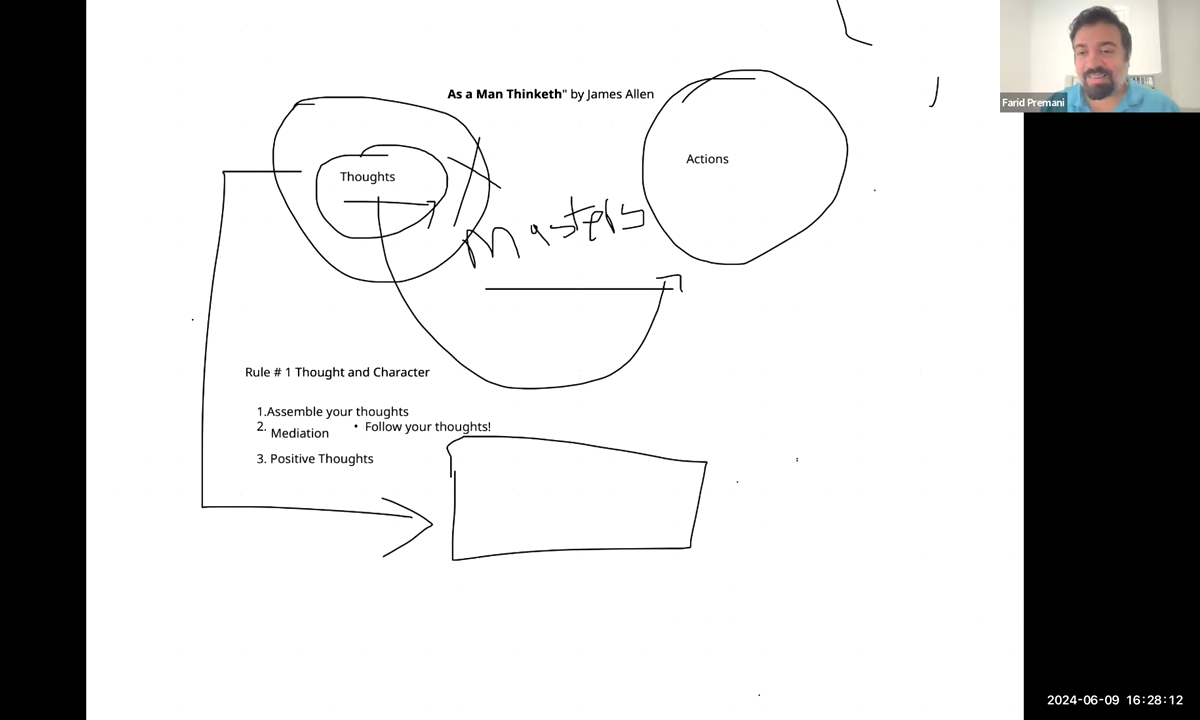 As a Man Thinketh" by James Allen
Farid Premani
Actions
Thoughts
Masters
Rule # 1 Thought and Character
1.Assemble your thoughts
2. Mediation • Follow your thoughts!
3. Positive Thoughts
2024-06-09 16:28:12